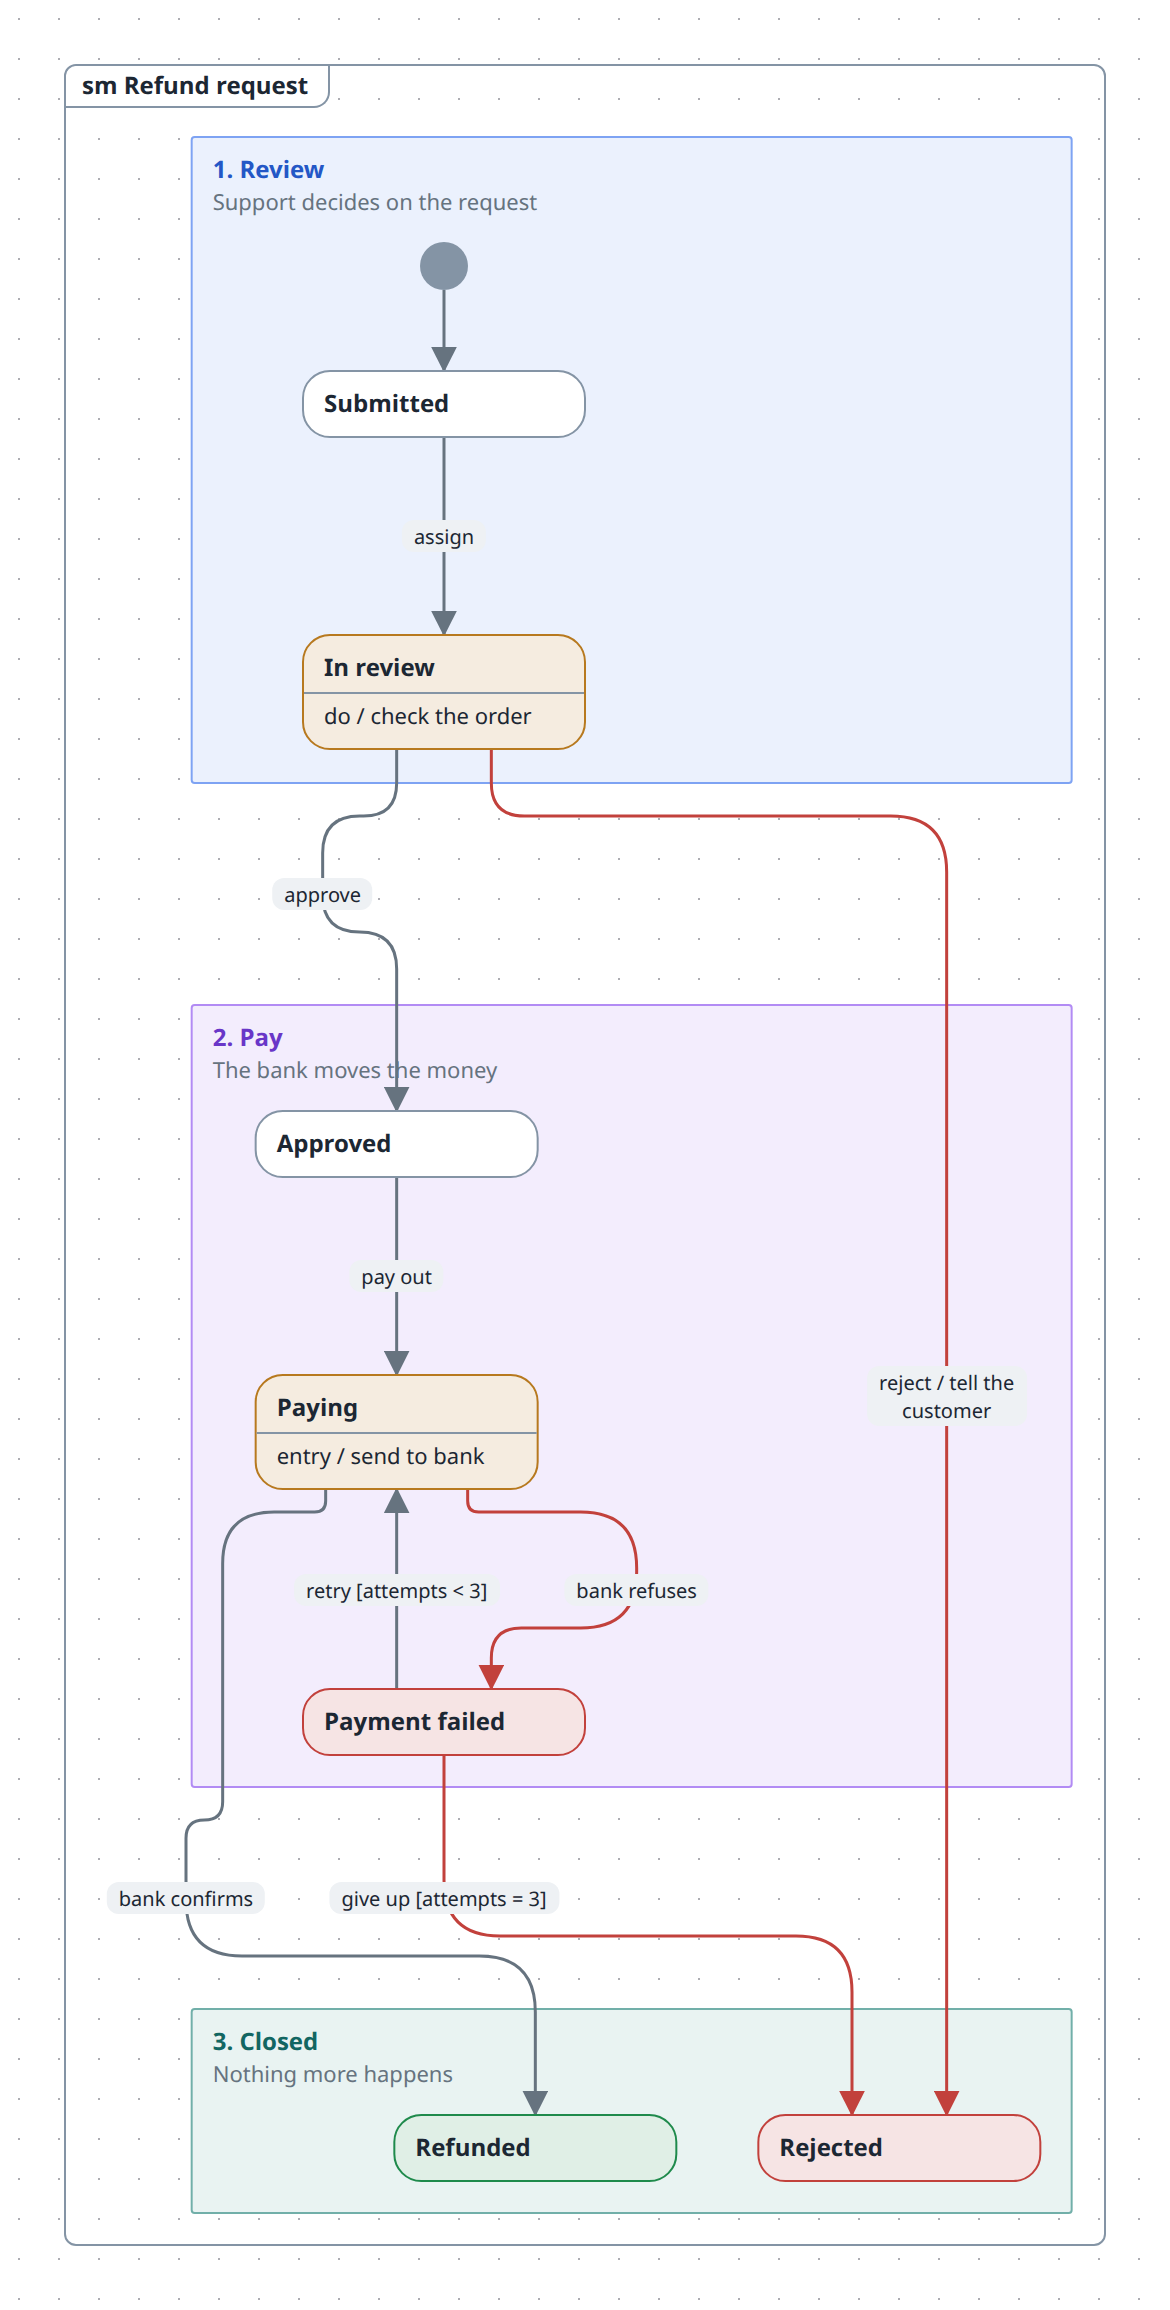 sm Refund request
1. Review
Support decides on the request
Submitted
assign
In review
do / check the order
approve
2. Pay
The bank moves the money
Approved
pay out
reject / tell the
customer
Paying
entry / send to bank
retry [attempts < 3]
bank refuses
Payment failed
bank confirms
give up [attempts = 3]
3. Closed
Nothing more happens
Refunded
Rejected